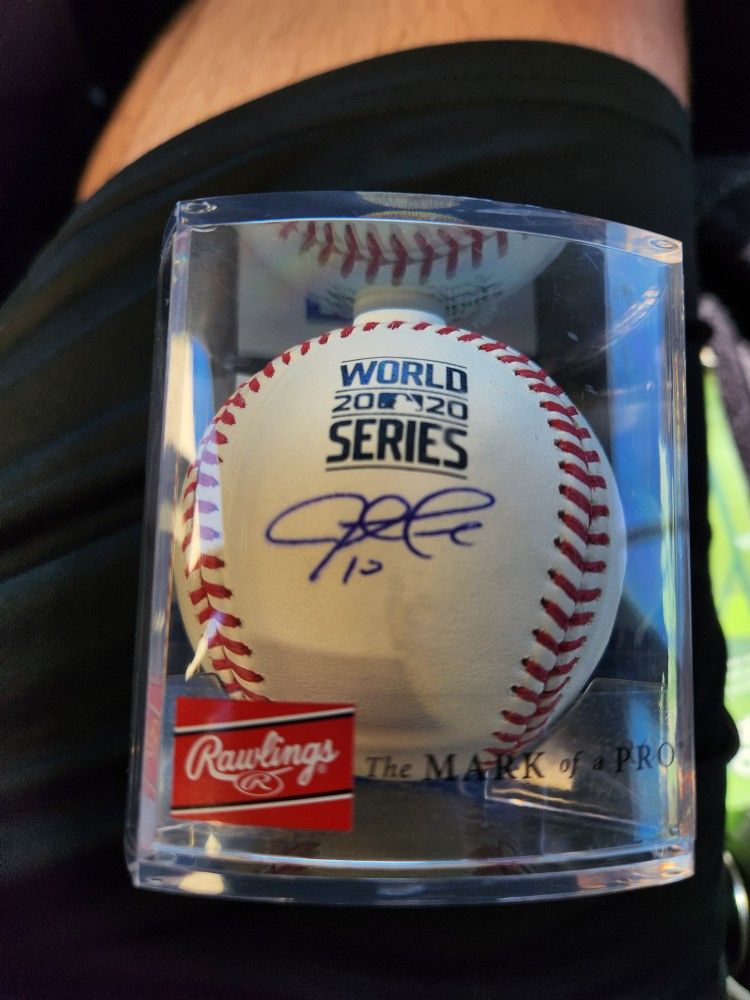 WORLD
20 20
SERIES
10
Rawlings
R
The MARK of a PRO